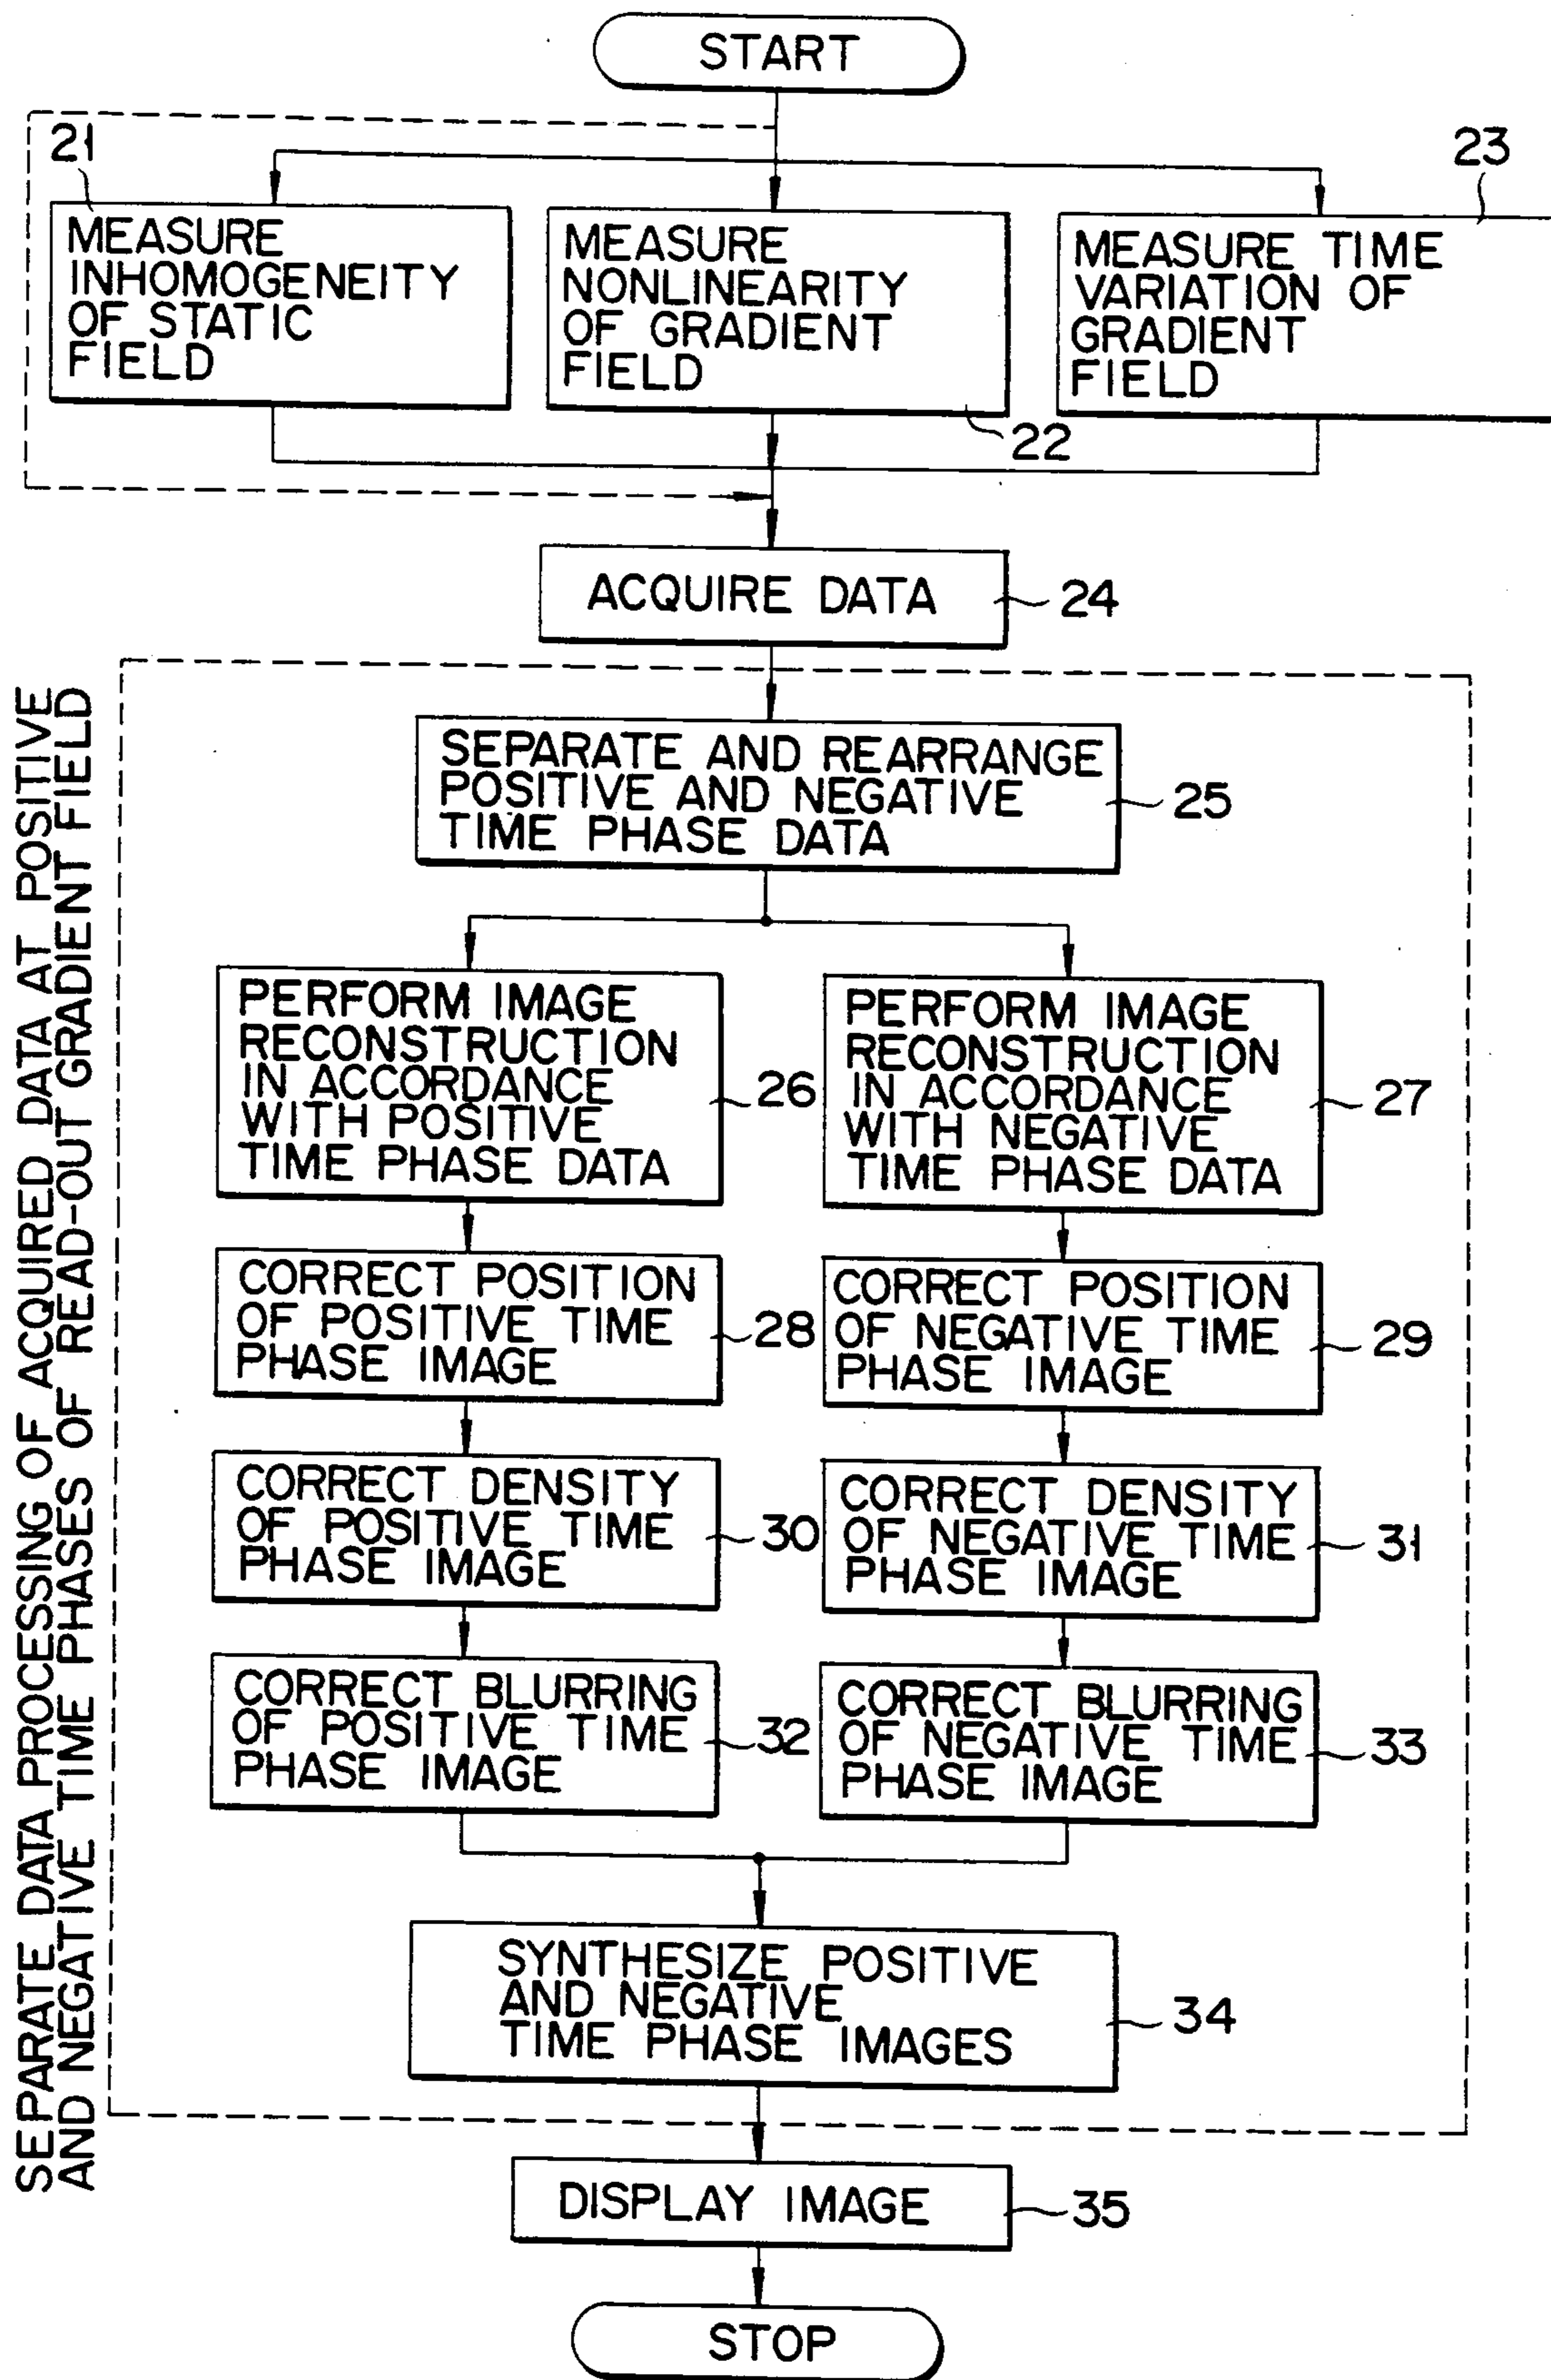 START
21
23
MEASURE
INHOMOGENEITY
OF STATIC
FIELD
MEASURE
NONLINEARITY
OF GRADIENT
FIELD
MEASURE TIME
VARIATION OF
GRADIENT
FIELD
22
ACQUIRE DATA
24
SEPARATE DATA PROCESSING OF ACQUIRED DATA AT POSITIVE
AND NEGATIVE TIME PHASES OF READ-OUT GRADIENT FIELD
SEPARATE AND REARRANGE
POSITIVE AND NEGATIVE
TIME PHASE DATA
25
PERFORM IMAGE
RECONSTRUCTION
IN ACCORDANCE
WITH POSITIVE
TIME PHASE DATA
26
PERFORM IMAGE
RECONSTRUCTION
IN ACCORDANCE
WITH NEGATIVE
TIME PHASE DATA
27
CORRECT POSITION
OF POSITIVE TIME
PHASE IMAGE
28
CORRECT POSITION
OF NEGATIVE TIME
PHASE IMAGE
29
CORRECT DENSITY
OF POSITIVE TIME
PHASE IMAGE
30
CORRECT DENSITY
OF NEGATIVE TIME
PHASE IMAGE
31
CORRECT BLURRING
OF POSITIVE TIME
PHASE IMAGE
32
CORRECT BLURRING
OF NEGATIVE TIME
PHASE IMAGE
33
SYNTHESIZE POSITIVE
AND NEGATIVE
TIME PHASE IMAGES
34
DISPLAY IMAGE
35
STOP